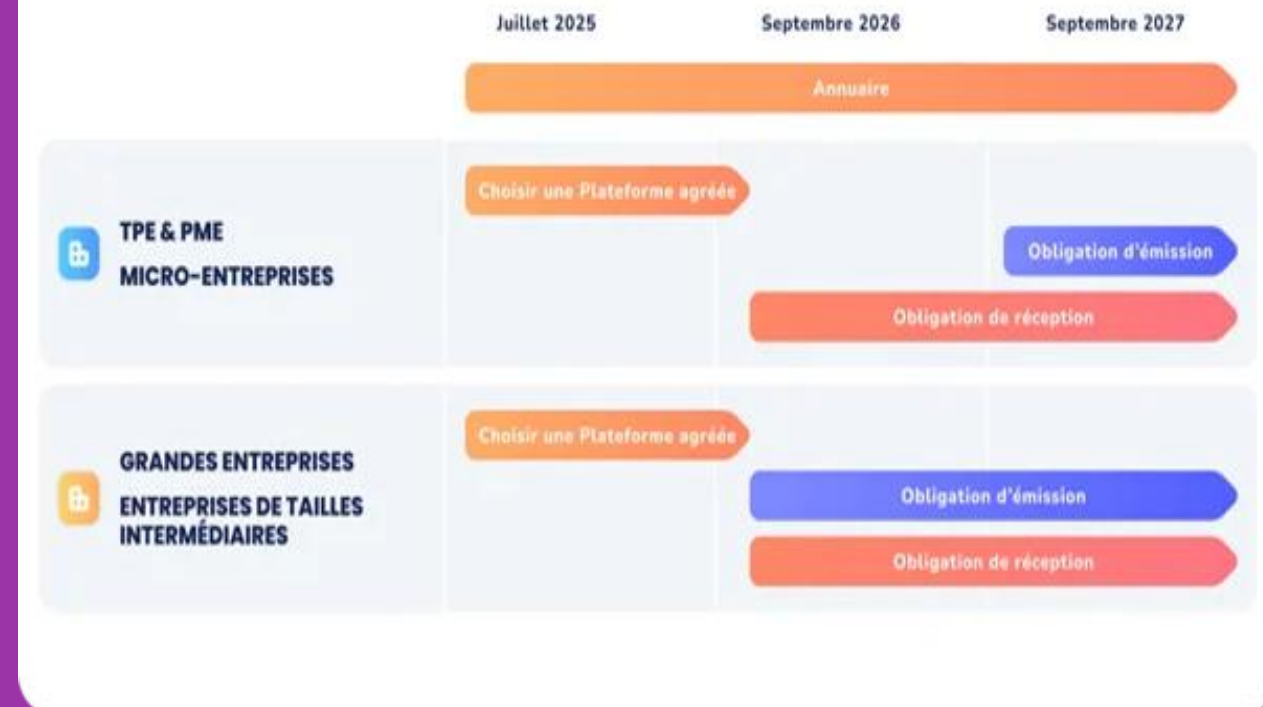 Juillet 2025
Septembre 2026
Septembre 2027
Annuaire
Choisir une Plateforme agréée
TPE & PME
MICRO-ENTREPRISES
Obligation d'émission
Obligation de réception
Choisir une Plateforme agréée
GRANDES ENTREPRISES
ENTREPRISES DE TAILLES
INTERMÉDIAIRES
Obligation d'émission
Obligation de réception